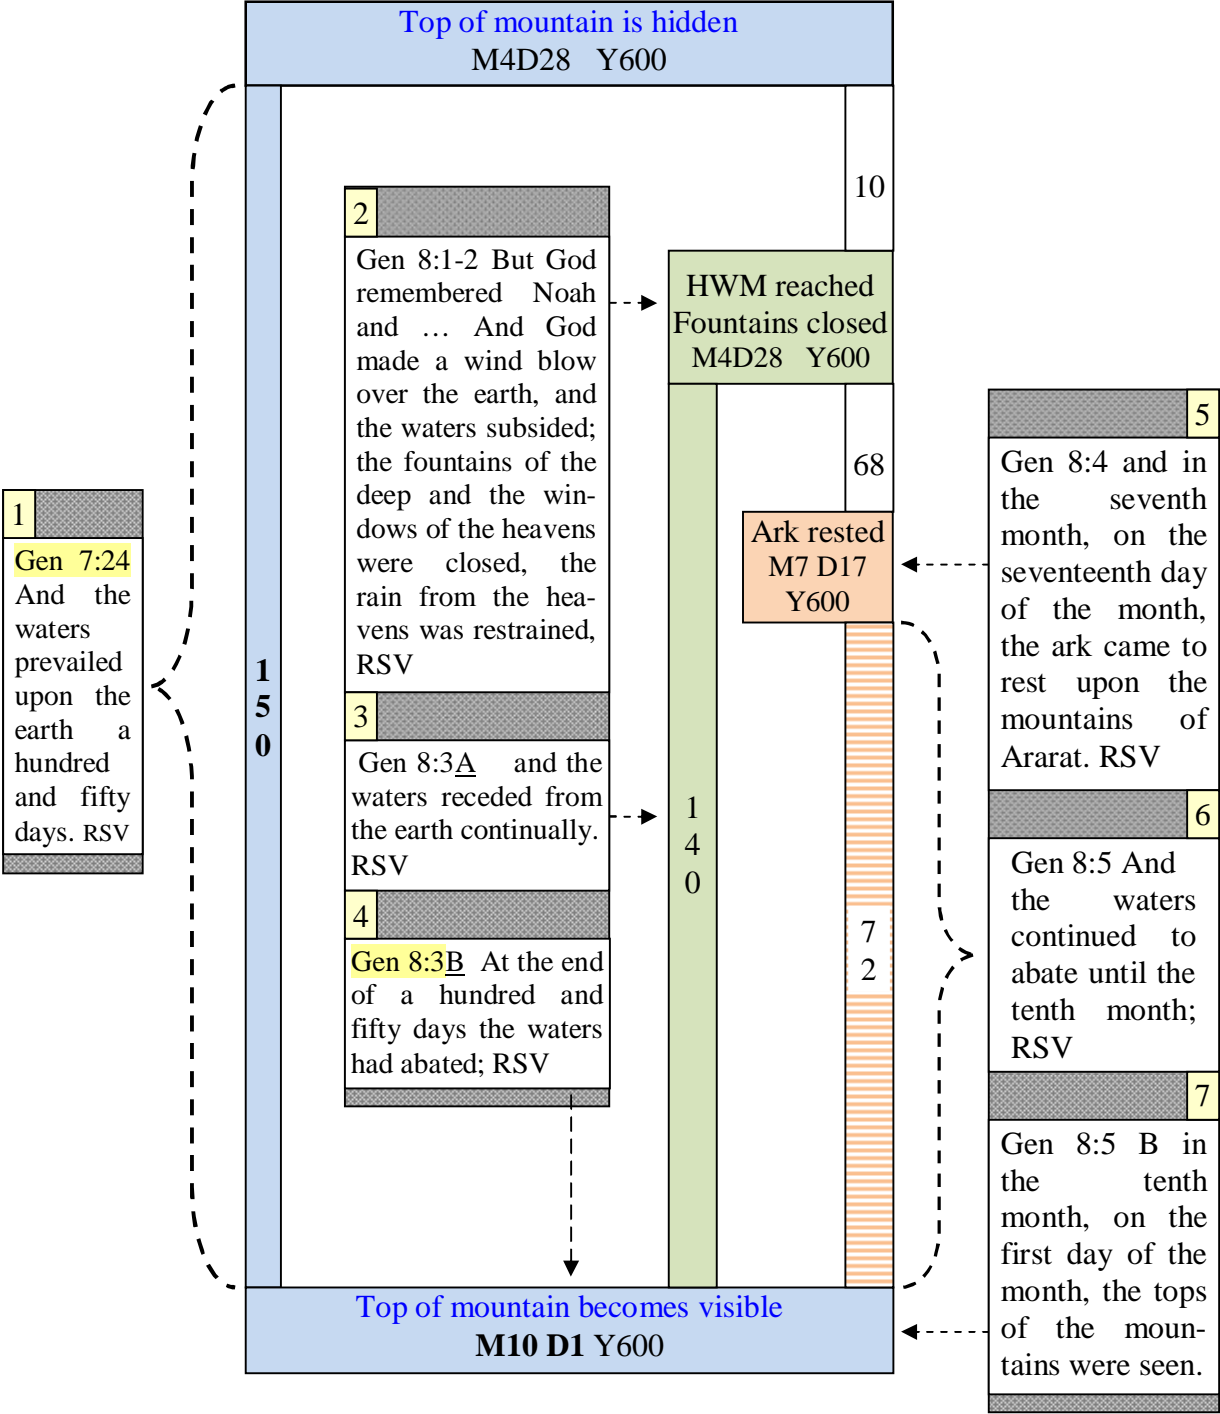 Top of mountain is hidden
M4D28 Y600
10
2
Gen 8:1-2 But God
remembered Noah
and … And God
made a wind blow
over the earth, and
the waters subsided;
the fountains of the
deep and the win-
dows of the heavens
were closed, the
rain from the hea-
vens was restrained,
RSV
HWM reached
Fountains closed
M4D28 Y600
68
Ark rested
M7 D17
Y600
5
Gen 8:4 and in
the seventh
month, on the
seventeenth day
of the month,
the ark came to
rest upon the
mountains of
Ararat. RSV
1
Gen 7:24
And the
waters
prevailed
upon the
earth a
hundred
and fifty
days. RSV
1
5
0
3
Gen 8:3A and the
waters receded from
the earth continually.
RSV
1
4
0
4
Gen 8:3B At the end
of a hundred and
fifty days the waters
had abated; RSV
7
2
6
Gen 8:5 And
the waters
continued to
abate until the
tenth month;
RSV
7
Gen 8:5 B in
the tenth
month, on the
first day of the
month, the tops
of the moun-
tains were seen.
Top of mountain becomes visible
M10 D1 Y600